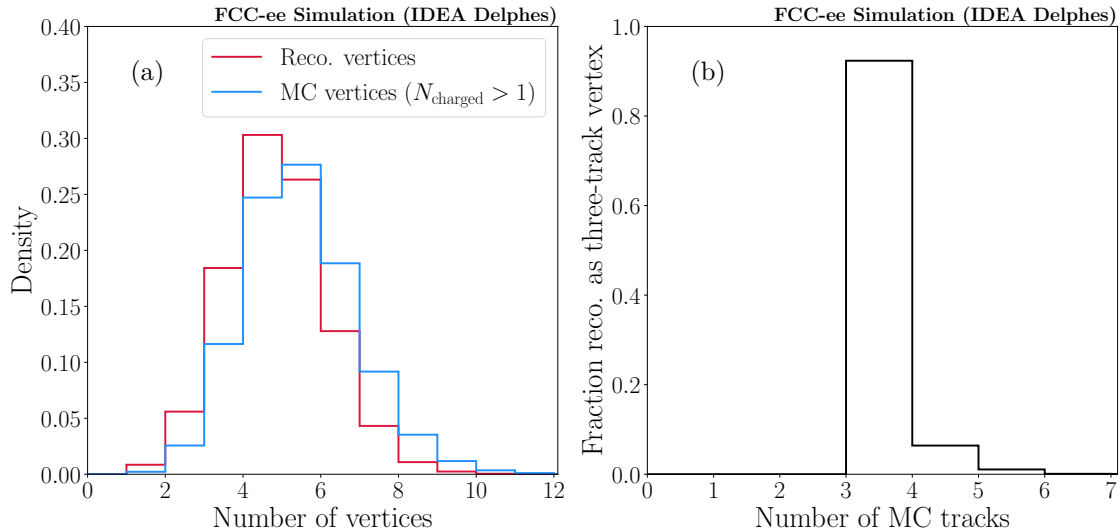 FCC-ee Simulation (IDEA Delphes)
(a)
Reco. vertices
MC vertices (N_charged > 1)
0.40
0.35
0.30
0.25
0.20
0.15
0.10
0.05
0.00
Density
0 2 4 6 8 10 12
Number of vertices
FCC-ee Simulation (IDEA Delphes)
(b)
1.0
0.8
0.6
0.4
0.2
0.0
Fraction reco. as three-track vertex
0 1 2 3 4 5 6 7
Number of MC tracks